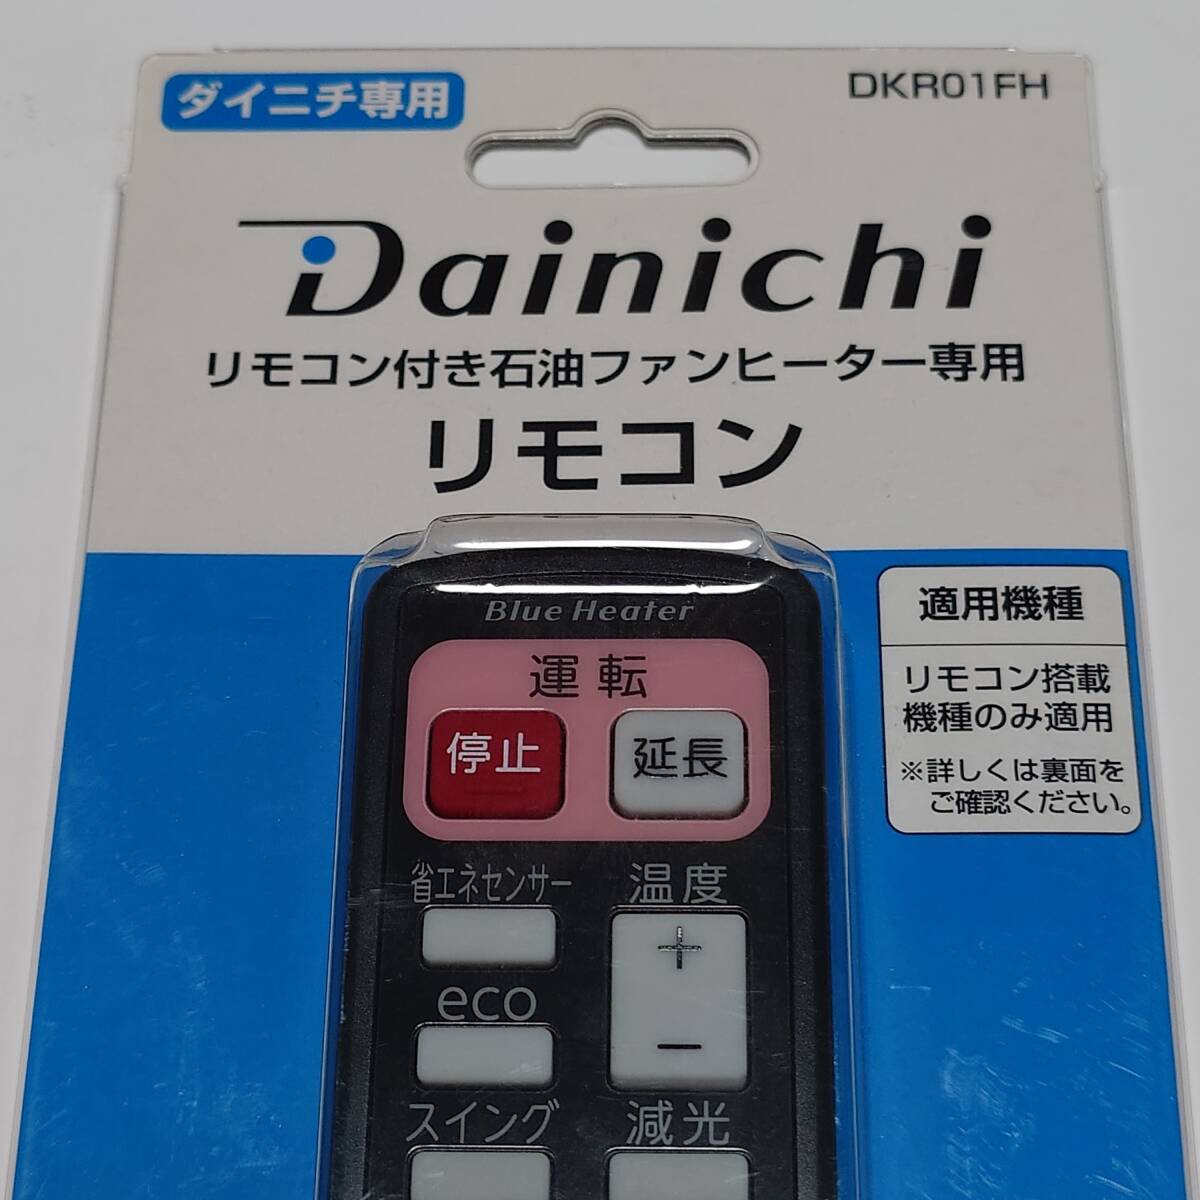 ダイニチ専用
DKR01FH
Dainichi
リモコン付き石油ファンヒーター専用
リモコン
適用機種
リモコン搭載
機種のみ適用
※詳しくは裏面を
ご確認ください。
Blue Heater
運転
停止
延長
省エネセンサー
温度
+
eco
−
スイング
減光